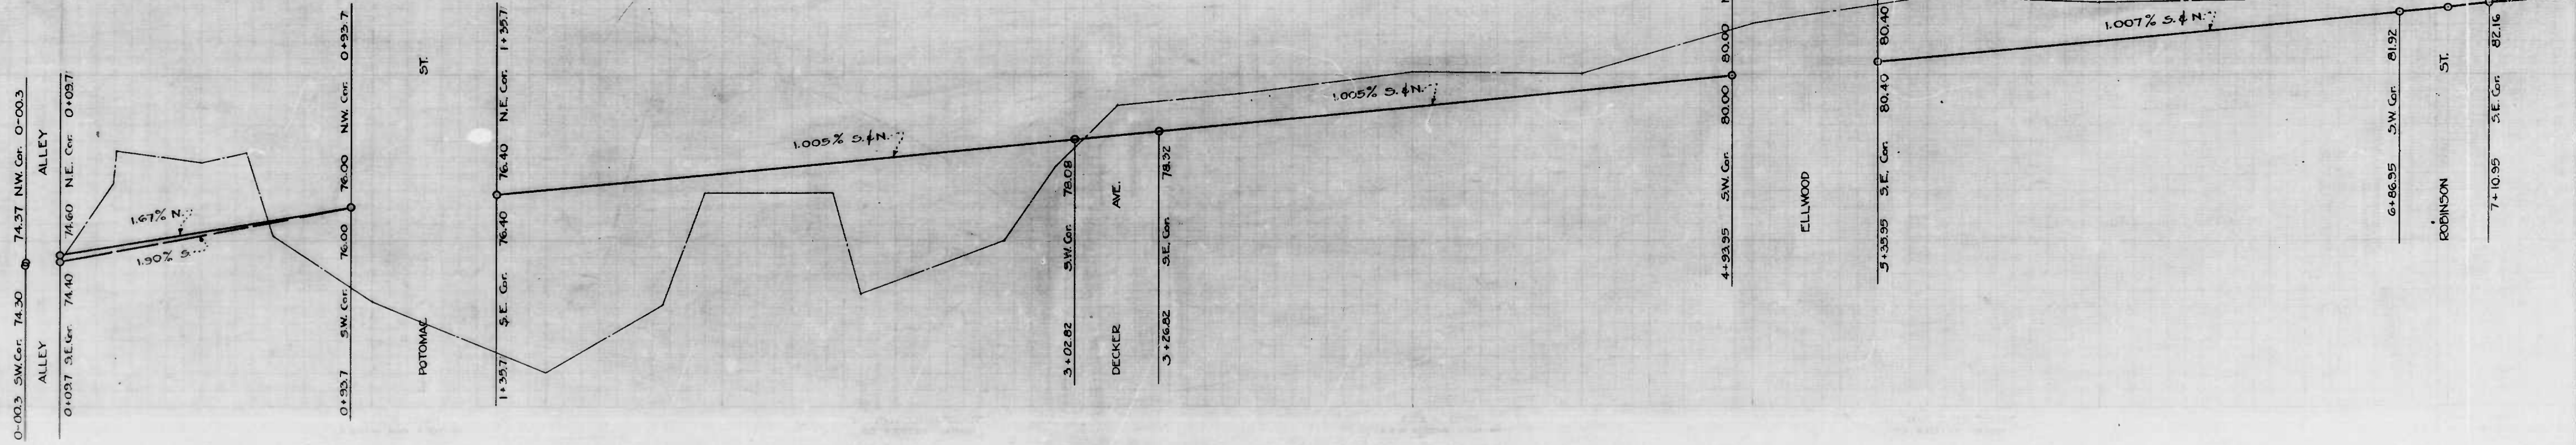 0-00.3 S.W. Cor. 74.30 74.37 N.W. Cor. 0-00.3
ALLEY ALLEY
0+09.7 S.E. Cor. 74.40 74.60 N.E. Cor. 0+09.7
1.67% N.
1.90% S.
0+93.7 S.W. Cor. 76.00 76.00 N.W. Cor. 0+93.7
POTOMAC ST.
1+35.7 S.E. Cor. 76.40 76.40 N.E. Cor. 1+35.7
1.005% S.&N.
3+02.82 S.W. Cor. 78.08
DECKER AVE.
3+26.82 S.E. Cor. 78.32
1.005% S.&N.
4+93.95 S.W. Cor. 80.00 80.00
ELLWOOD
5+35.95 S.E. Cor. 80.40 80.40
1.007% S.&N.
6+86.95 S.W. Cor. 81.92
ROBINSON ST.
7+10.95 S.E. Cor. 82.16